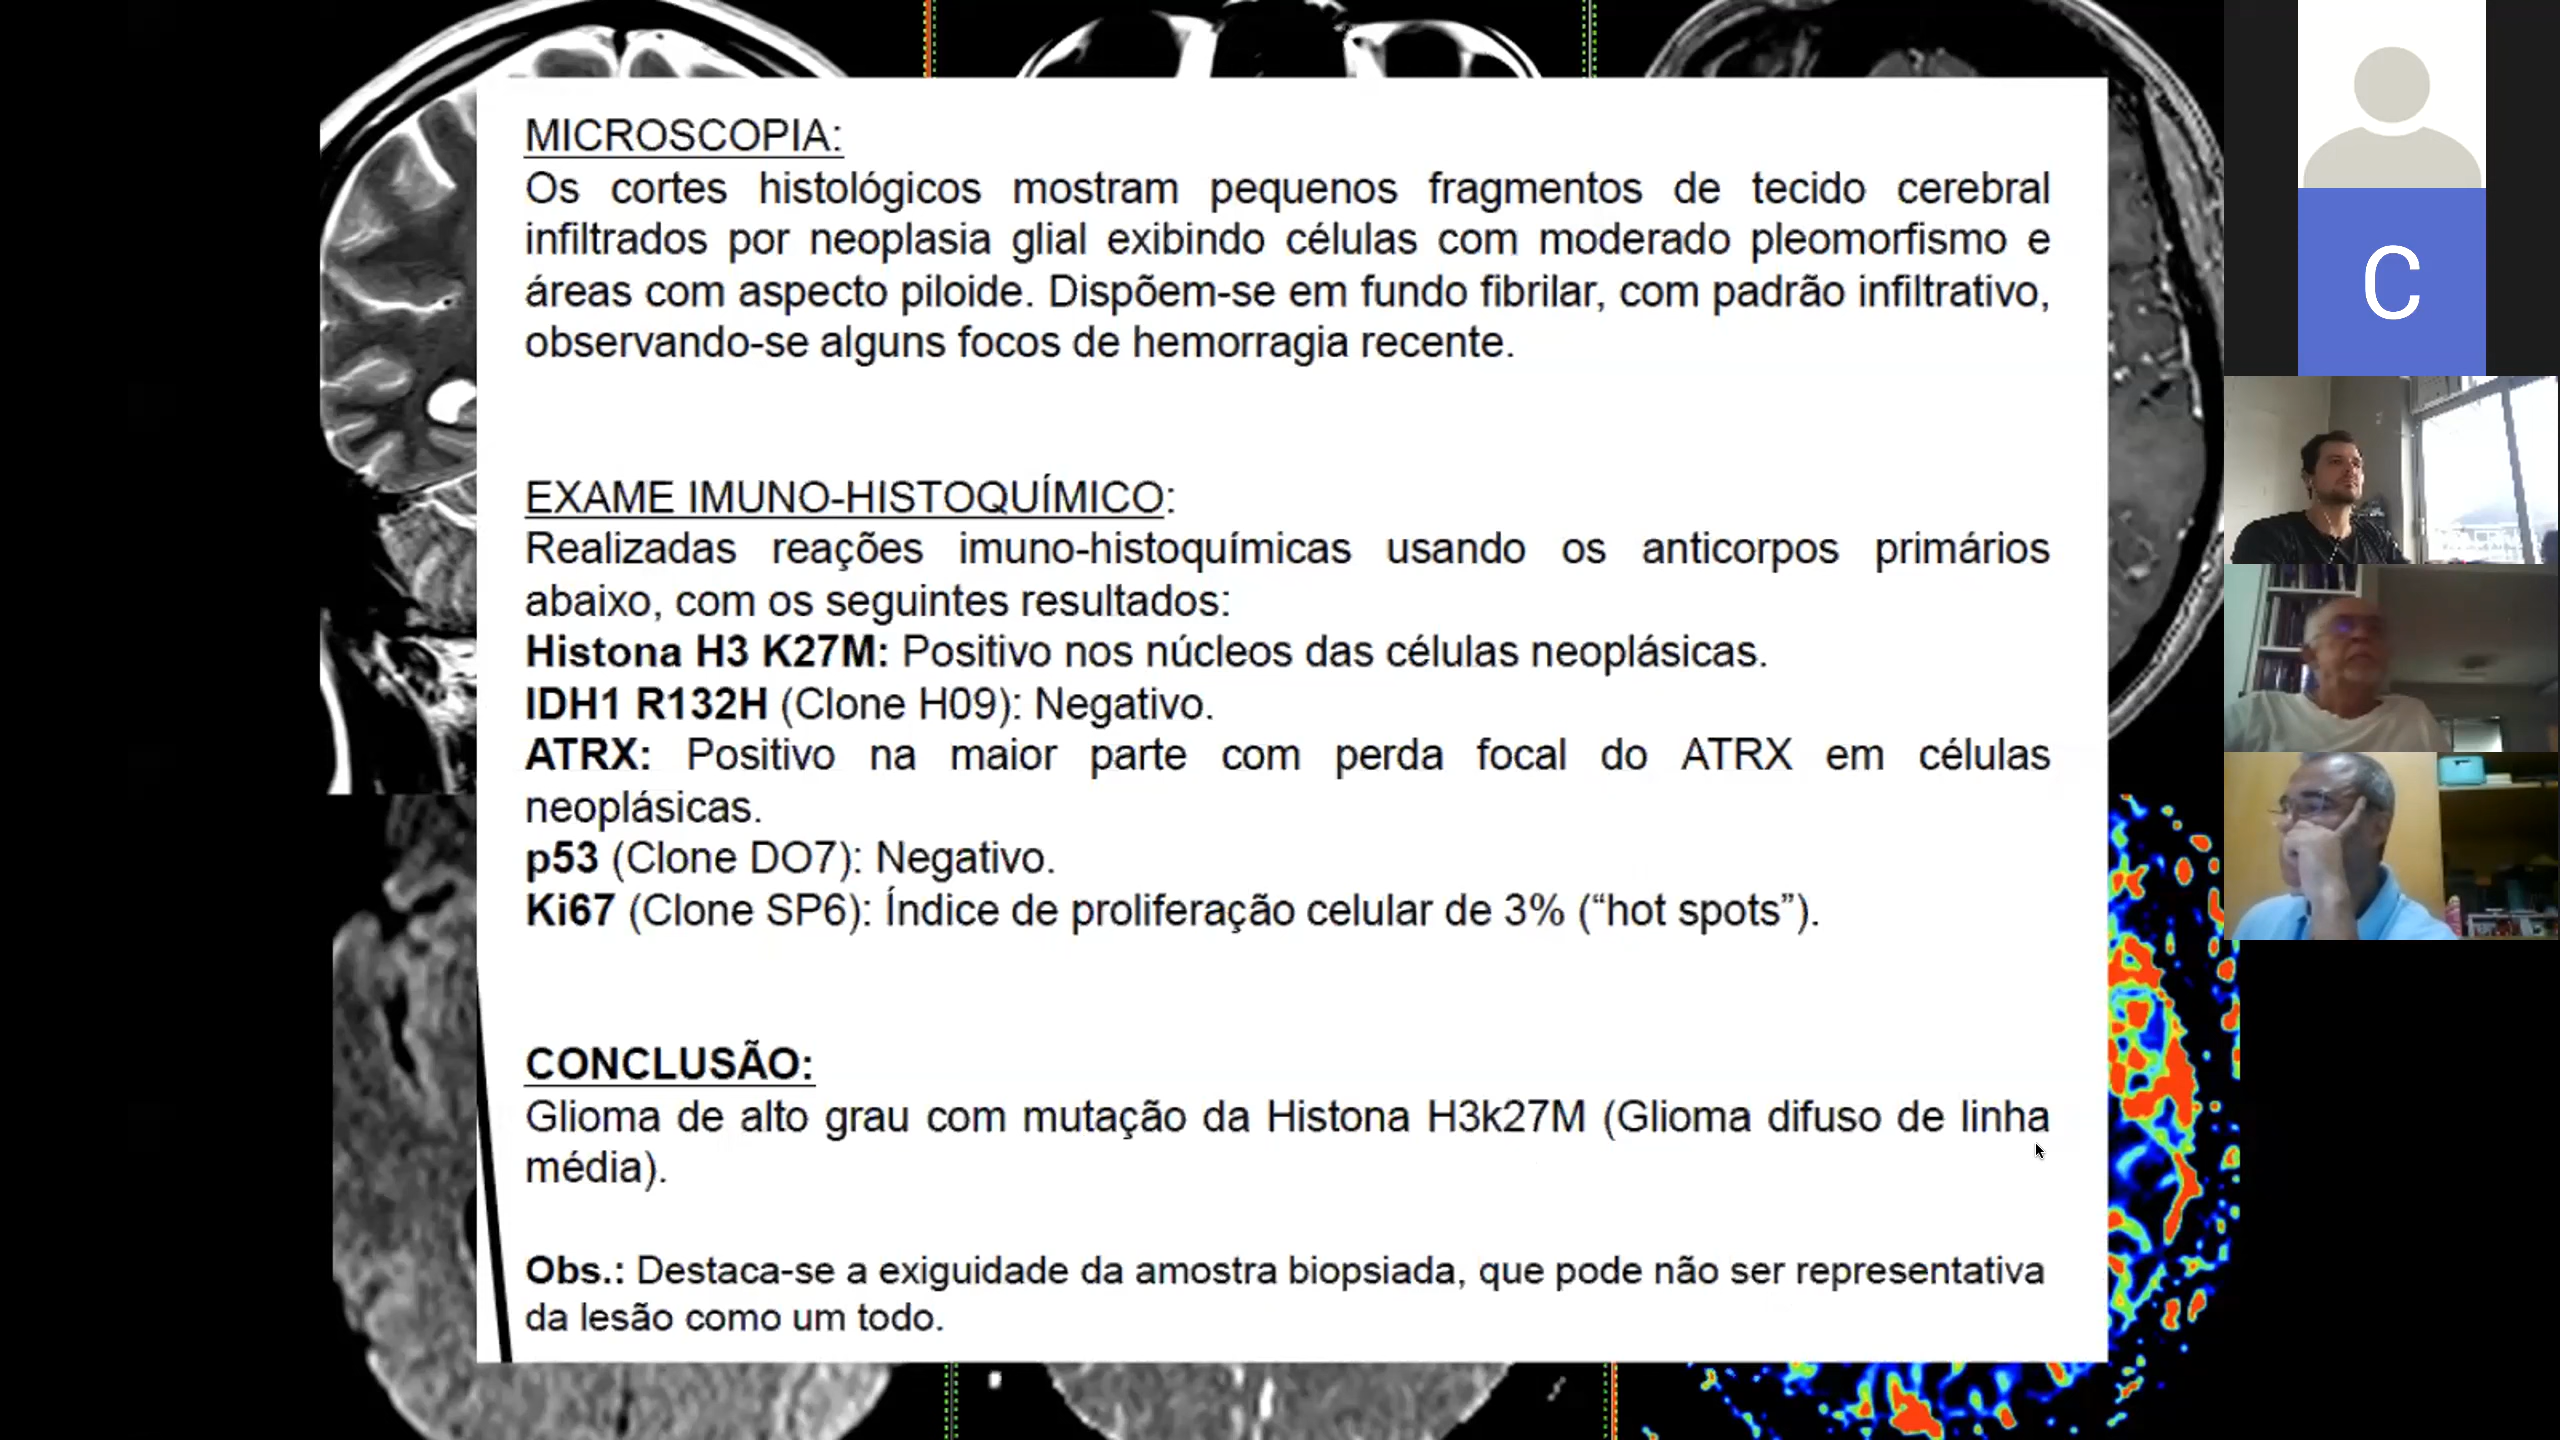 MICROSCOPIA:
Os cortes histológicos mostram pequenos fragmentos de tecido cerebral
infiltrados por neoplasia glial exibindo células com moderado pleomorfismo e
áreas com aspecto piloide. Dispõem-se em fundo fibrilar, com padrão infiltrativo,
observando-se alguns focos de hemorragia recente.
EXAME IMUNO-HISTOQUÍMICO:
Realizadas reações imuno-histoquímicas usando os anticorpos primários
abaixo, com os seguintes resultados:
Histona H3 K27M: Positivo nos núcleos das células neoplásicas.
IDH1 R132H (Clone H09): Negativo.
ATRX: Positivo na maior parte com perda focal do ATRX em células
neoplásicas.
p53 (Clone DO7): Negativo.
Ki67 (Clone SP6): Índice de proliferação celular de 3% (“hot spots”).
CONCLUSÃO:
Glioma de alto grau com mutação da Histona H3k27M (Glioma difuso de linha
média).
Obs.: Destaca-se a exiguidade da amostra biopsiada, que pode não ser representativa
da lesão como um todo.
C